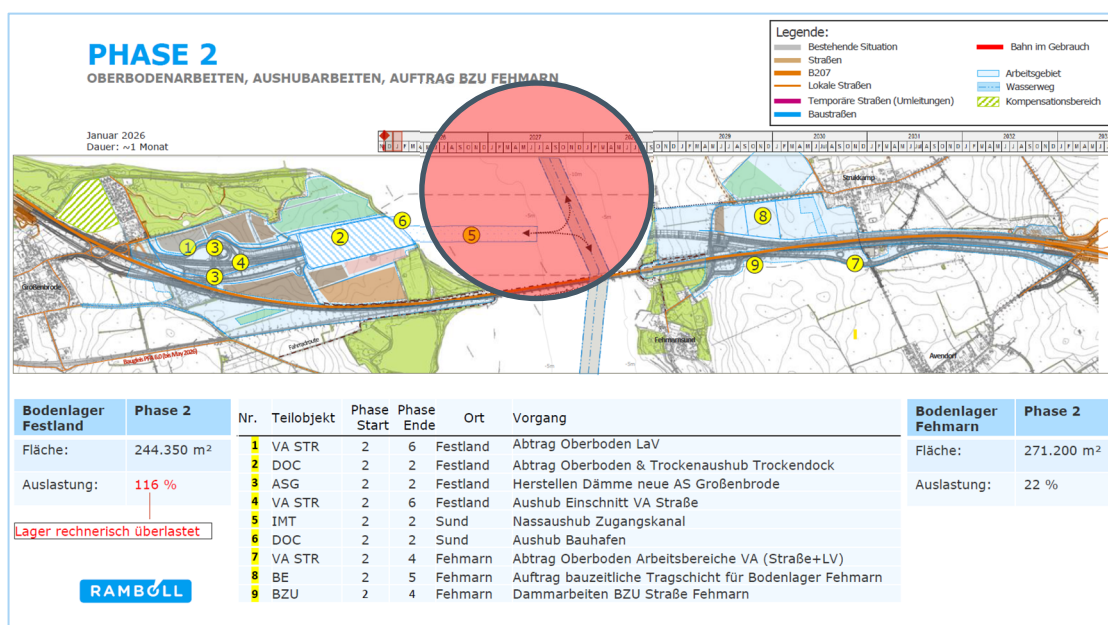 PHASE 2
OBERBODENARBEITEN, AUSHUBARBEITEN, AUFTRAG BZU FEHMARN
Legende:
Bestehende Situation
Straßen
B207
Lokale Straßen
Temporäre Straßen (Umleitungen)
Baustraßen
Bahn im Gebrauch
Arbeitsgebiet
Wasserweg
Kompensationsbereich
Januar 2026
Dauer: ~1 Monat
2027
2029
2030
2031
2032
Strukkamp
1
3
4
3
2
6
5
8
9
7
Großenbrode
Fehmarnsund
Avendorf
Bodenlager Festland
Phase 2
Fläche:
244.350 m²
Auslastung:
116 %
Lager rechnerisch überlastet
RAMBOLL
Nr. Teilobjekt Phase Start Phase Ende Ort Vorgang
1 VA STR 2 6 Festland Abtrag Oberboden LaV
2 DOC 2 2 Festland Abtrag Oberboden & Trockenaushub Trockendock
3 ASG 2 2 Festland Herstellen Dämme neue AS Großenbrode
4 VA STR 2 6 Festland Aushub Einschnitt VA Straße
5 IMT 2 2 Sund Nassaushub Zugangskanal
6 DOC 2 2 Sund Aushub Bauhafen
7 VA STR 2 4 Fehmarn Abtrag Oberboden Arbeitsbereiche VA (Straße+LV)
8 BE 2 5 Fehmarn Auftrag bauzeitliche Tragschicht für Bodenlager Fehmarn
9 BZU 2 4 Fehmarn Dammarbeiten BZU Straße Fehmarn
Bodenlager Fehmarn
Phase 2
Fläche:
271.200 m²
Auslastung:
22 %